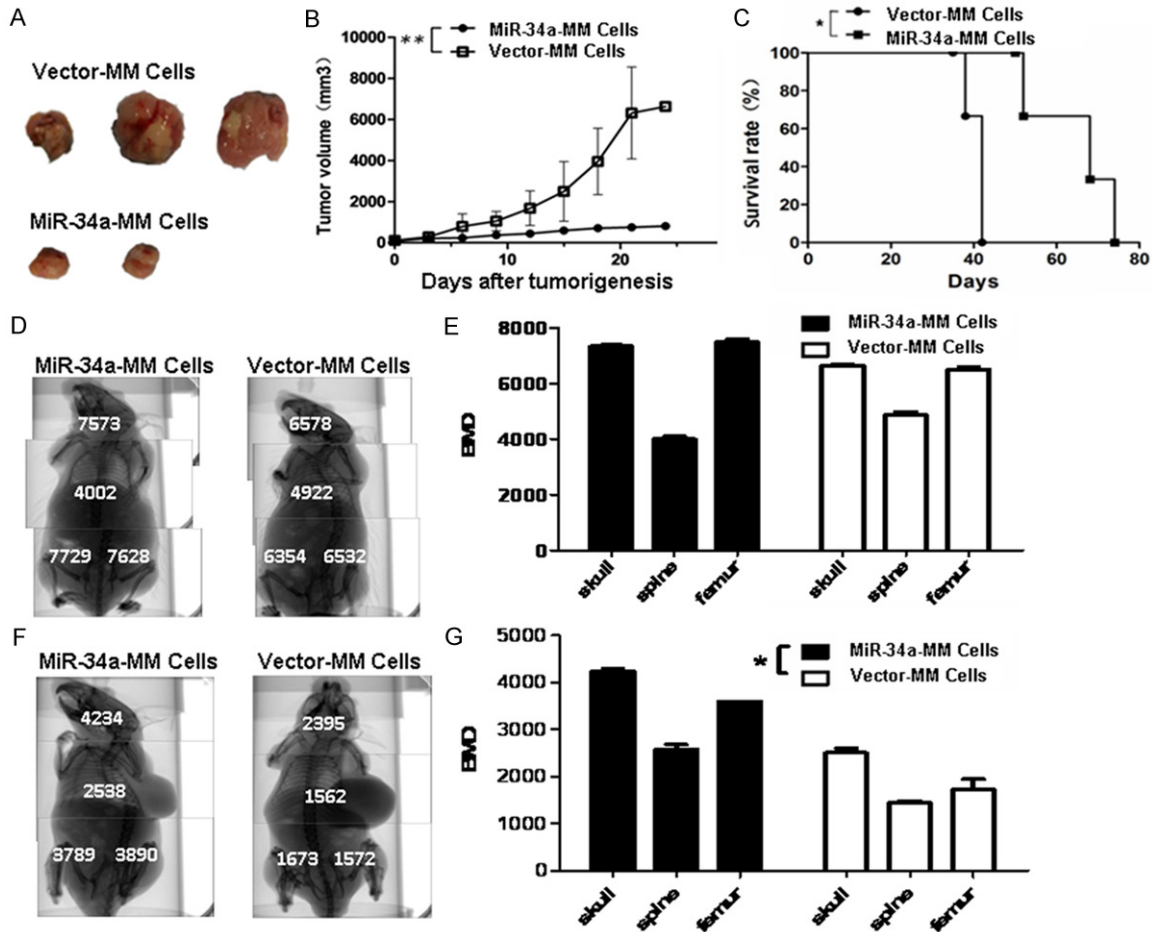 A
Vector-MM Cells
MiR-34a-MM Cells
B
** MiR-34a-MM Cells
Vector-MM Cells
Tumor volume (mm3)
10000
8000
6000
4000
2000
0
0 10 20
Days after tumorigenesis
C
* Vector-MM Cells
MiR-34a-MM Cells
Survival rate (%)
100
80
60
40
20
0
0 20 40 60 80
Days
D
MiR-34a-MM Cells Vector-MM Cells
7573 6578
4002 4922
7729 7628 6354 6532
E
MiR-34a-MM Cells
Vector-MM Cells
BMD
8000
6000
4000
2000
0
skull spine femur skull spine femur
F
MiR-34a-MM Cells Vector-MM Cells
4234 2395
2538 1562
3789 3890 1673 1572
G
* MiR-34a-MM Cells
Vector-MM Cells
BMD
5000
4000
3000
2000
1000
0
skull spine femur skull spine femur